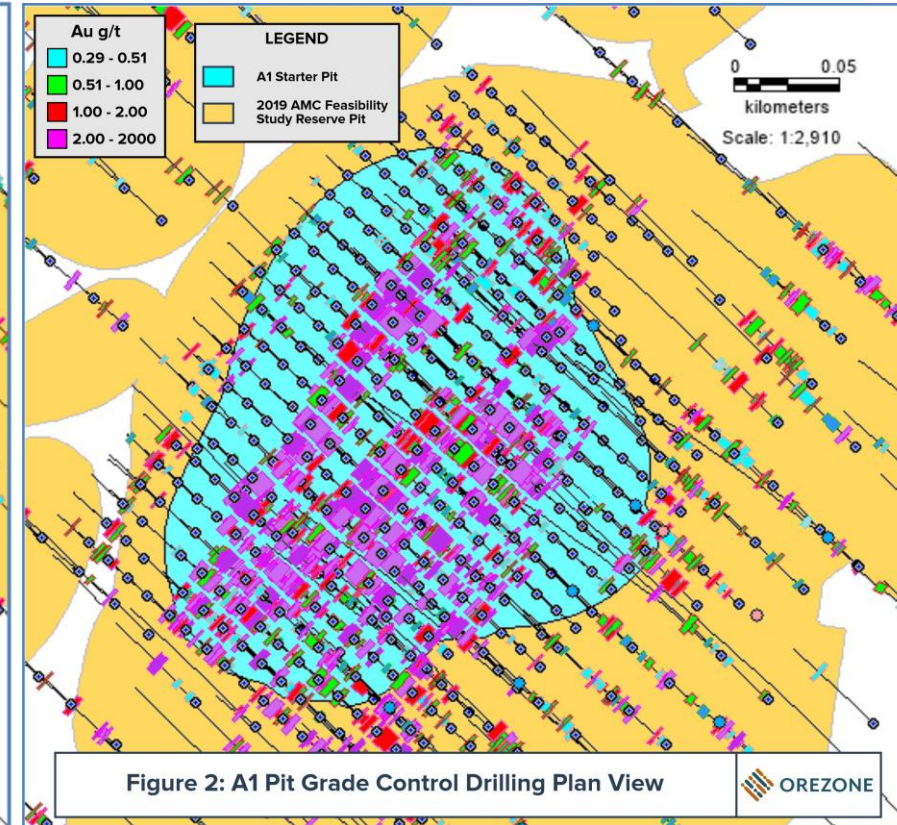 Au g/t
0.29 - 0.51
0.51 - 1.00
1.00 - 2.00
2.00 - 2000
LEGEND
A1 Starter Pit
2019 AMC Feasibility
Study Reserve Pit
0 0.05
kilometers
Scale: 1:2,910
Figure 2: A1 Pit Grade Control Drilling Plan View
OREZONE